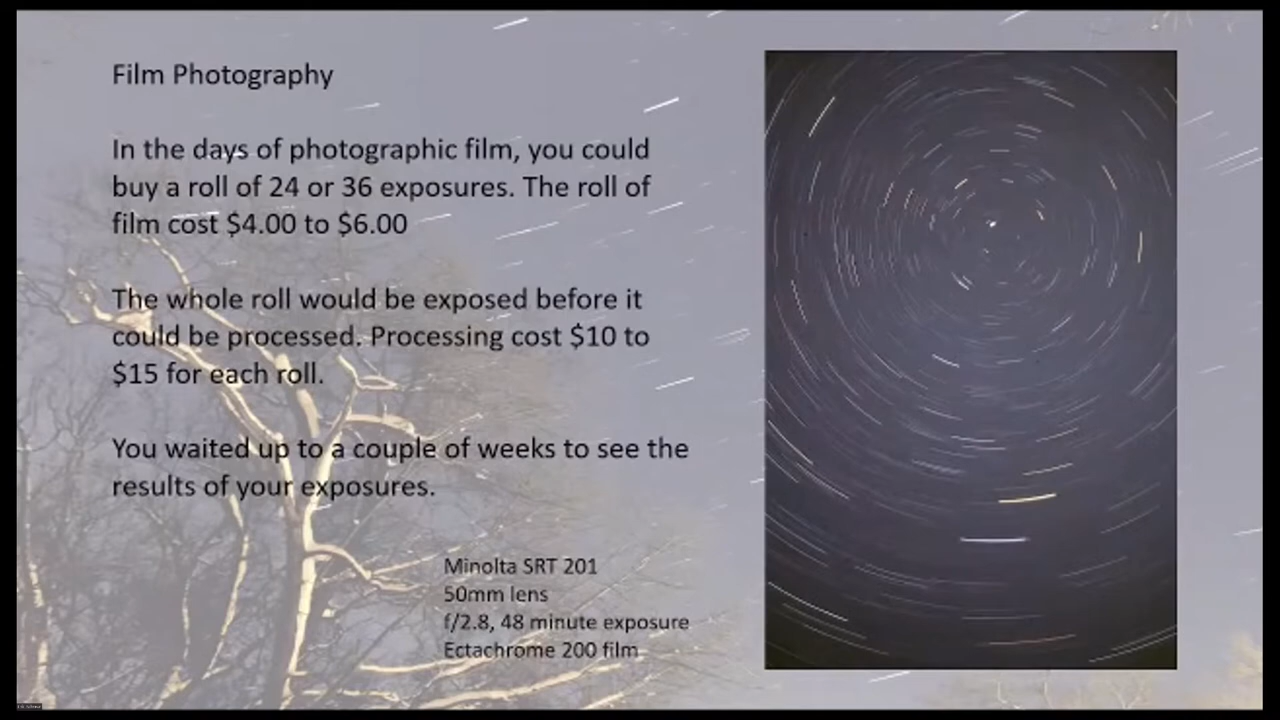 Film Photography
In the days of photographic film, you could
buy a roll of 24 or 36 exposures. The roll of
film cost $4.00 to $6.00
The whole roll would be exposed before it
could be processed. Processing cost $10 to
$15 for each roll.
You waited up to a couple of weeks to see the
results of your exposures.
Minolta SRT 201
50mm lens
f/2.8, 48 minute exposure
Ectachrome 200 film